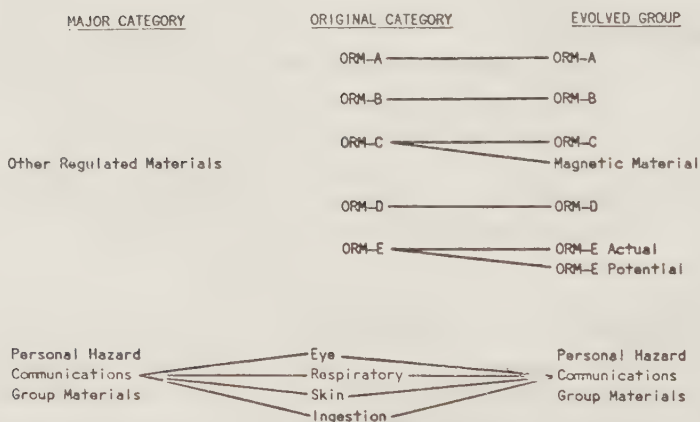 MAJOR CATEGORY ORIGINAL CATEGORY EVOLVED GROUP
ORM-A ORM-A
ORM-B ORM-B
ORM-C ORM-C
Other Regulated Materials Magnetic Material
ORM-D ORM-D
ORM-E ORM-E Actual
ORM-E Potential
Personal Hazard Eye Personal Hazard
Communications Respiratory Communications
Group Materials Skin Group Materials
Ingestion